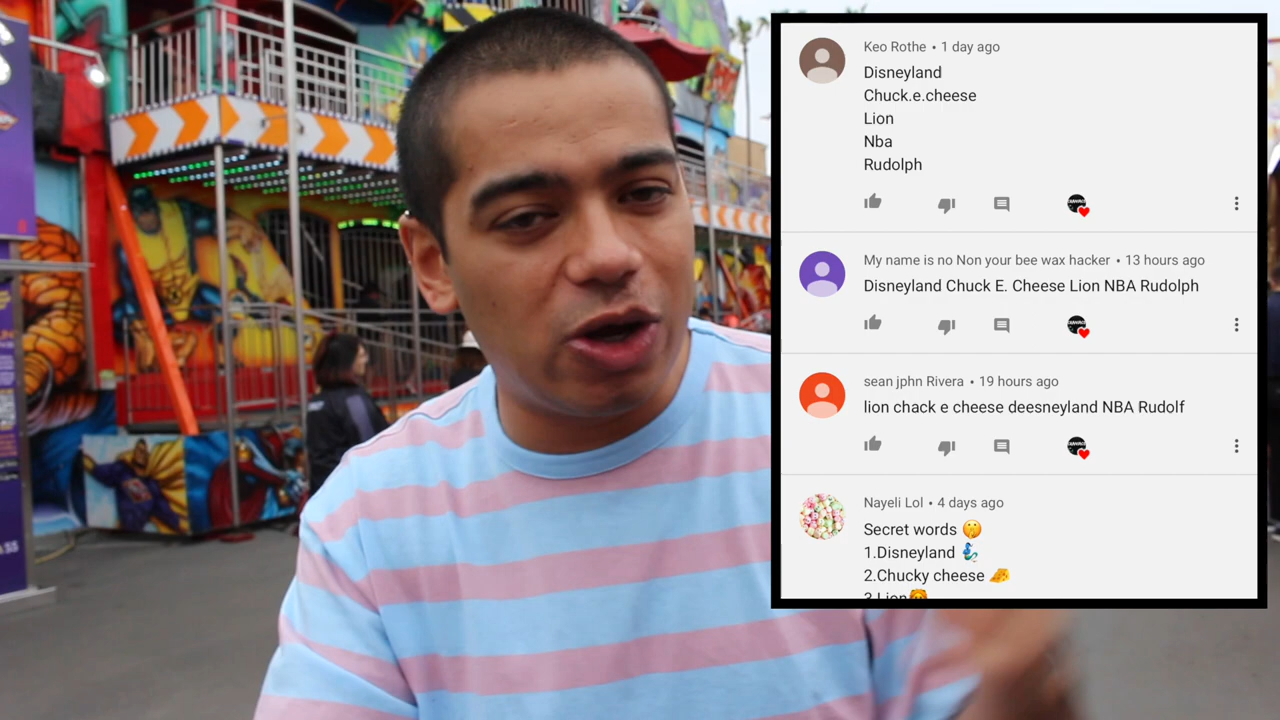 Keo Rothe • 1 day ago
Disneyland
Chuck.e.cheese
Lion
Nba
Rudolph
My name is no Non your bee wax hacker • 13 hours ago
Disneyland Chuck E. Cheese Lion NBA Rudolph
sean jphn Rivera • 19 hours ago
lion chack e cheese deesneyland NBA Rudolf
Nayeli Lol • 4 days ago
Secret words 🤫
1.Disneyland 🧞‍♂️
2.Chucky cheese 🧀
3.Lion🦁